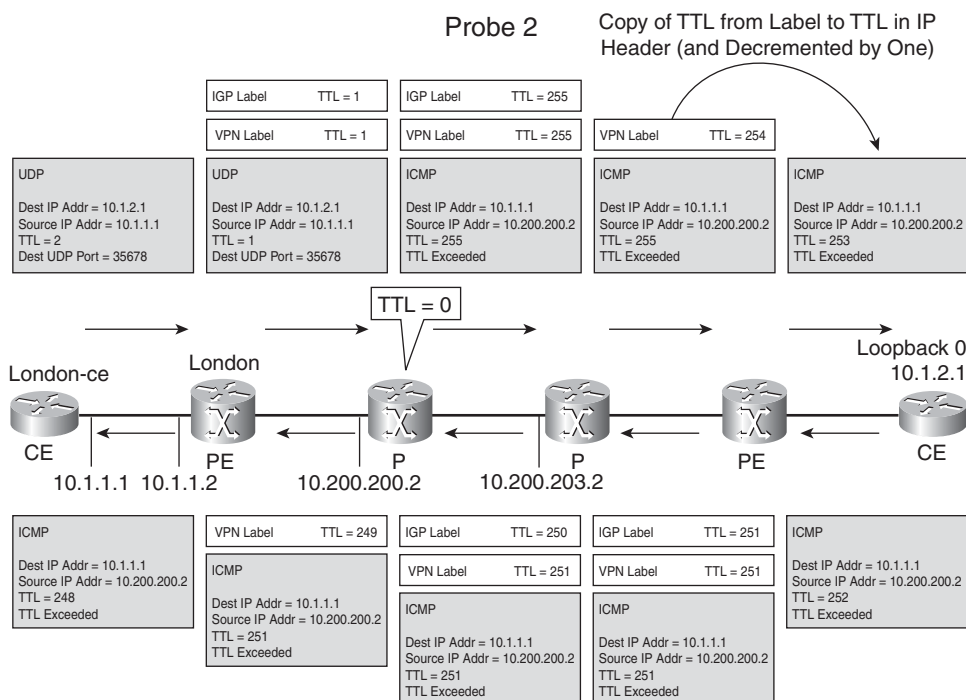 Probe 2
Copy of TTL from Label to TTL in IP
Header (and Decremented by One)
IGP Label TTL = 1
IGP Label TTL = 255
VPN Label TTL = 1
VPN Label TTL = 255
VPN Label TTL = 254
UDP
Dest IP Addr = 10.1.2.1
Source IP Addr = 10.1.1.1
TTL = 2
Dest UDP Port = 35678
UDP
Dest IP Addr = 10.1.2.1
Source IP Addr = 10.1.1.1
TTL = 1
Dest UDP Port = 35678
ICMP
Dest IP Addr = 10.1.1.1
Source IP Addr = 10.200.200.2
TTL = 255
TTL Exceeded
ICMP
Dest IP Addr = 10.1.1.1
Source IP Addr = 10.200.200.2
TTL = 255
TTL Exceeded
ICMP
Dest IP Addr = 10.1.1.1
Source IP Addr = 10.200.200.2
TTL = 253
TTL Exceeded
TTL = 0
London-ce
London
Loopback 0
10.1.2.1
CE
PE
P
P
PE
CE
10.1.1.1
10.1.1.2
10.200.200.2
10.200.203.2
ICMP
Dest IP Addr = 10.1.1.1
Source IP Addr = 10.200.200.2
TTL = 248
TTL Exceeded
VPN Label TTL = 249
ICMP
Dest IP Addr = 10.1.1.1
Source IP Addr = 10.200.200.2
TTL = 251
TTL Exceeded
IGP Label TTL = 250
VPN Label TTL = 251
ICMP
Dest IP Addr = 10.1.1.1
Source IP Addr = 10.200.200.2
TTL = 251
TTL Exceeded
IGP Label TTL = 251
VPN Label TTL = 251
ICMP
Dest IP Addr = 10.1.1.1
Source IP Addr = 10.200.200.2
TTL = 251
TTL Exceeded
ICMP
Dest IP Addr = 10.1.1.1
Source IP Addr = 10.200.200.2
TTL = 252
TTL Exceeded